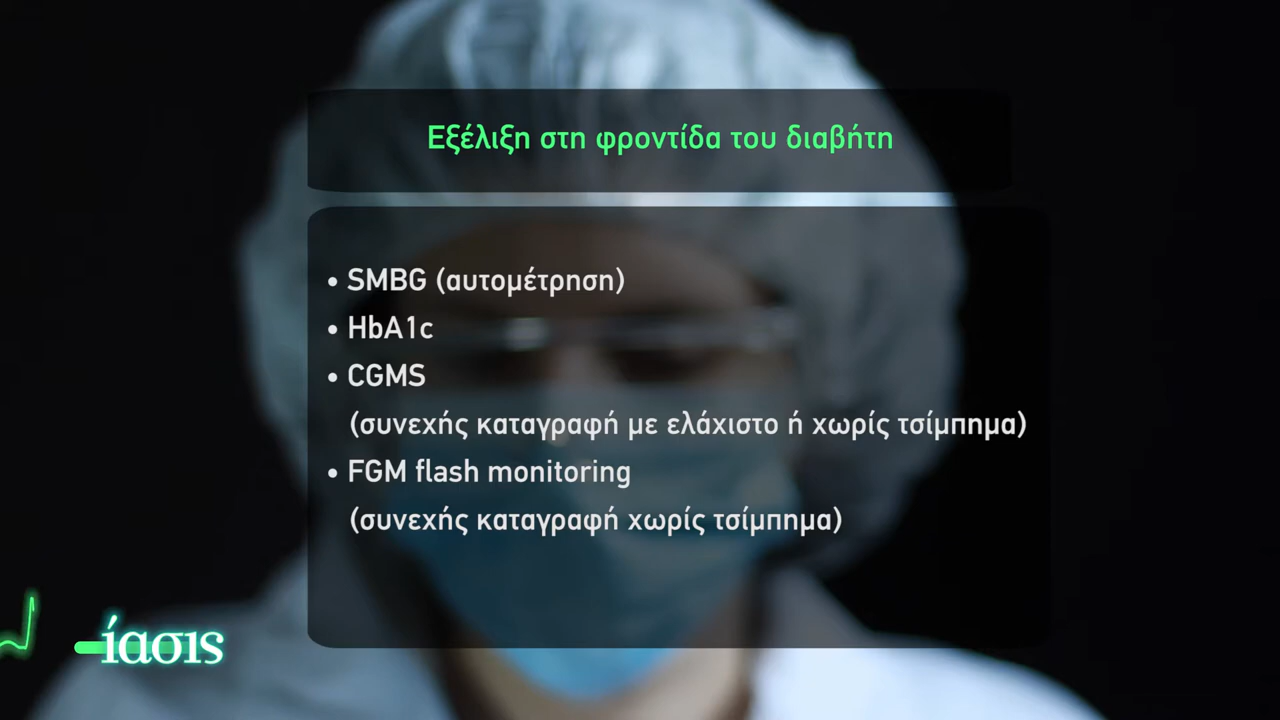 Εξέλιξη στη φροντίδα του διαβήτη
• SMBG (αυτομέτρηση)
• HbA1c
• CGMS
(συνεχής καταγραφή με ελάχιστο ή χωρίς τσίμπημα)
• FGM flash monitoring
(συνεχής καταγραφή χωρίς τσίμπημα)
ίασις